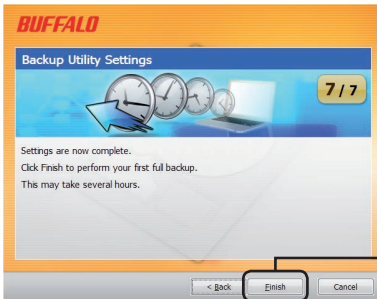 BUFFALO
Backup Utility Settings
7 / 7
Settings are now complete.
Click Finish to perform your first full backup.
This may take several hours.
< Back
Finish
Cancel